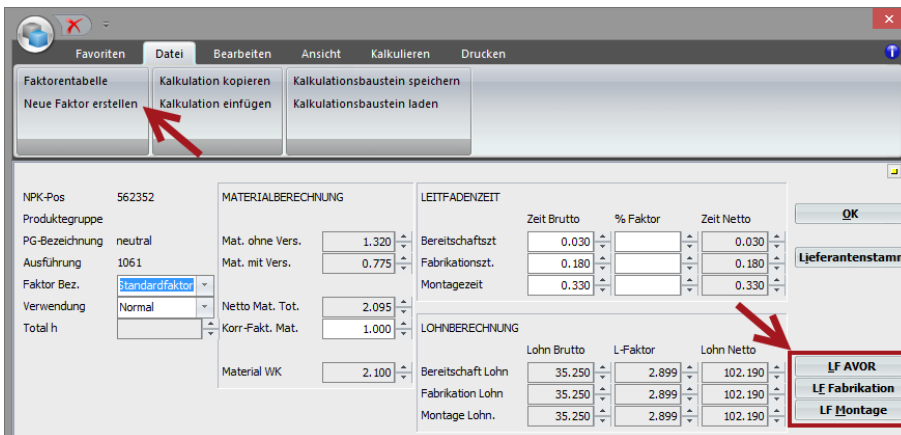 Favoriten Datei Bearbeiten Ansicht Kalkulieren Drucken
Faktorentabelle Kalkulation kopieren Kalkulationsbaustein speichern
Neue Faktor erstellen Kalkulation einfügen Kalkulationsbaustein laden
NPK-Pos 562352 MATERIALBERECHNUNG LEITFADENZEIT
Produktegruppe Zeit Brutto % Faktor Zeit Netto OK
PG-Bezeichnung neutral Mat. ohne Vers. 1.320 Bereitschaftszt 0.030 0.030
Ausführung 1061 Mat. mit Vers. 0.775 Fabrikationszt. 0.180 0.180 Lieferantenstamm
Faktor Bez. Standardfaktor Montagezeit 0.330 0.330
Verwendung Normal Netto Mat. Tot. 2.095
Total h Korr-Fakt. Mat. 1.000 LOHNBERECHNUNG
Lohn Brutto L-Faktor Lohn Netto
Material WK 2.100 Bereitschaft Lohn 35.250 2.899 102.190 LF AVOR
Fabrikation Lohn 35.250 2.899 102.190 LF Fabrikation
Montage Lohn. 35.250 2.899 102.190 LF Montage